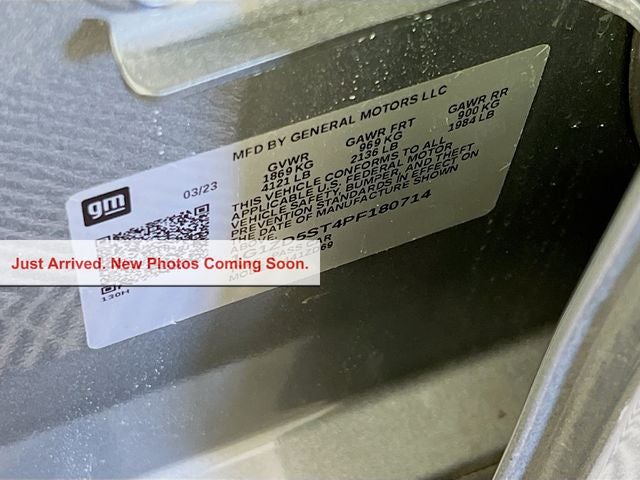 MFD BY GENERAL MOTORS LLC
gm
03/23
GVWR GAWR FRT GAWR RR
1869 KG 969 KG 900 KG
4121 LB 2136 LB 1984 LB
THIS VEHICLE CONFORMS TO ALL
APPLICABLE U.S. FEDERAL MOTOR
VEHICLE SAFETY, BUMPER, AND THEFT
PREVENTION STANDARDS IN EFFECT ON
THE DATE OF MANUFACTURE SHOWN
Just Arrived. New Photos Coming Soon.
130H